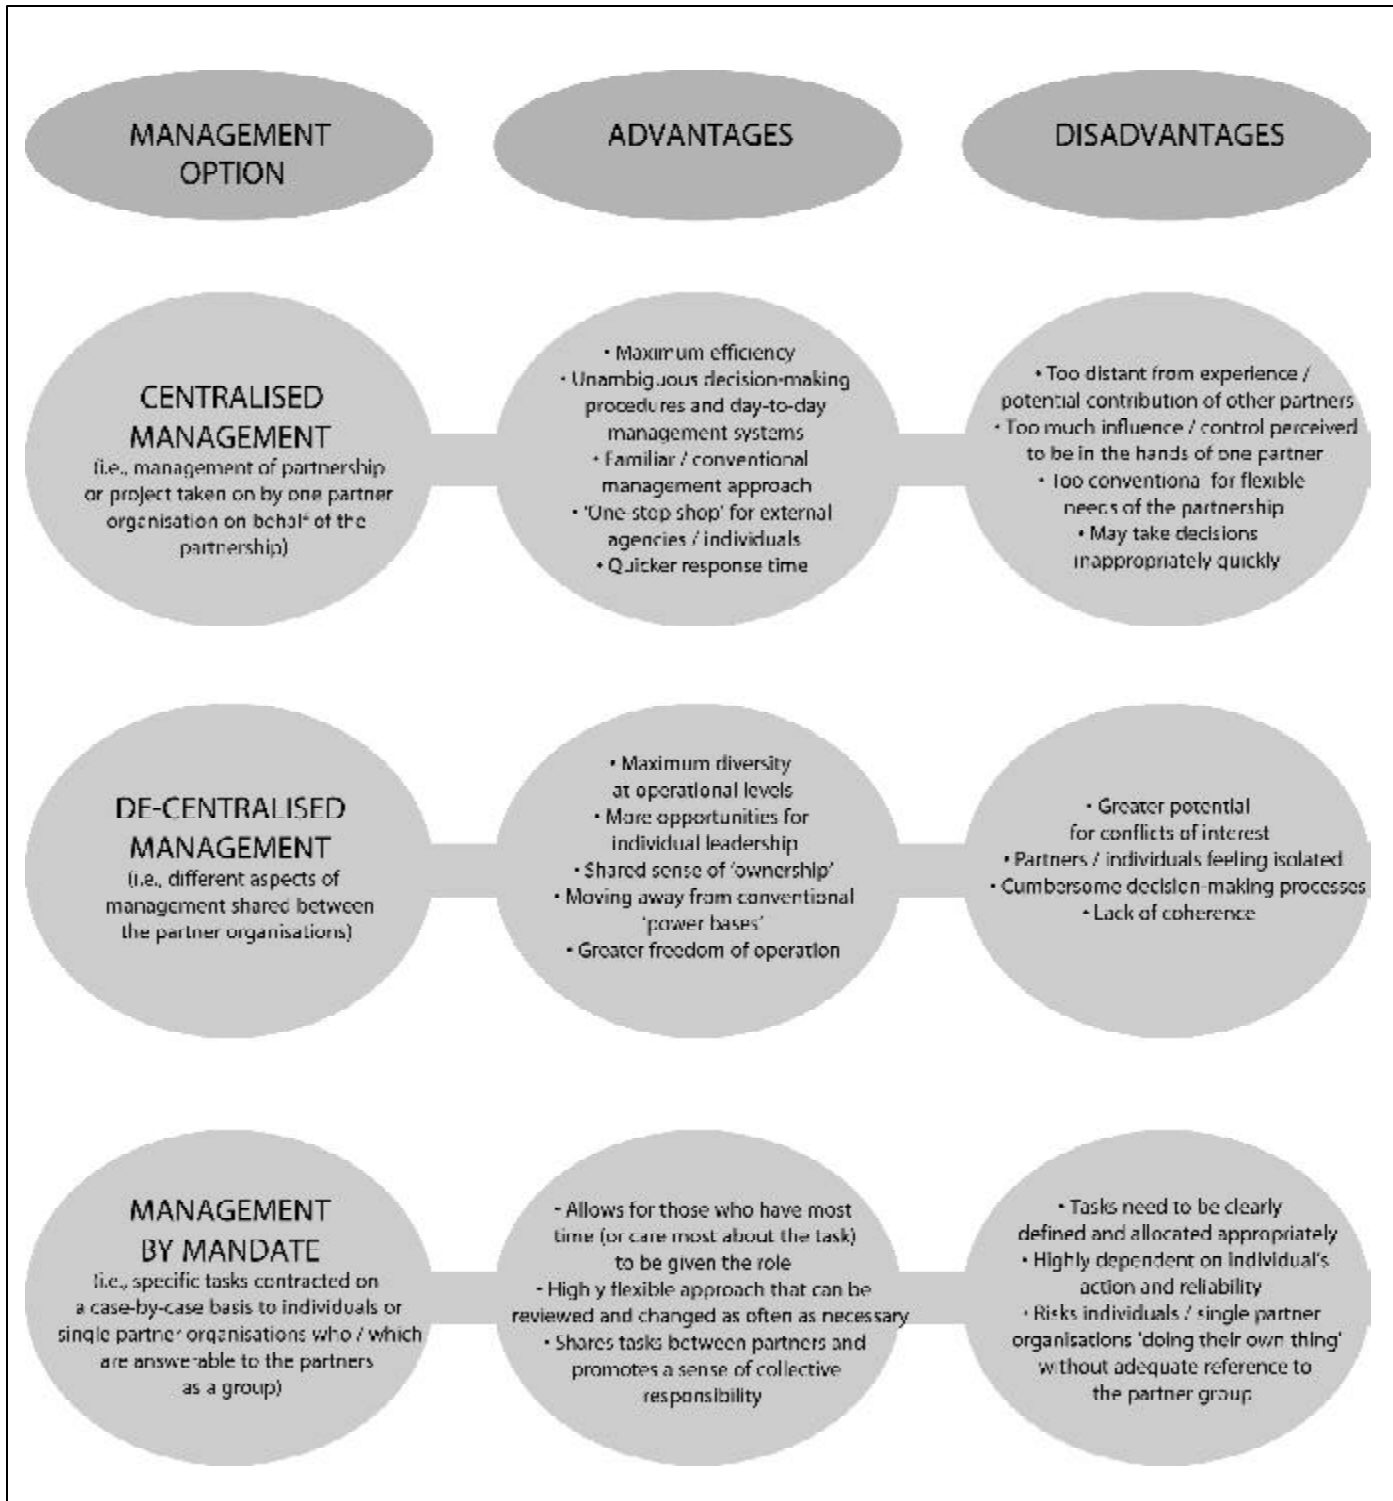 MANAGEMENT
OPTION
ADVANTAGES
DISADVANTAGES
CENTRALISED
MANAGEMENT
(i.e., management of partnership
or project taken on by one partner
organisation on behalf of the
partnership)
• Maximum efficiency
• Unambiguous decision-making
procedures and day-to-day
management systems
• Familiar / conventional
management approach
• 'One-stop shop' for external
agencies / individuals
• Quicker response time
• Too distant from experience /
potential contribution of other partners
• Too much influence / control perceived
to be in the hands of one partner
• Too conventional for flexible
needs of the partnership
• May take decisions
inappropriately quickly
DE-CENTRALISED
MANAGEMENT
(i.e., different aspects of
management shared between
the partner organisations)
• Maximum diversity
at operational levels
• More opportunities for
individual leadership
• Shared sense of 'ownership'
• Moving away from conventional
'power bases'
• Greater freedom of operation
• Greater potential
for conflicts of interest
• Partners / individuals feeling isolated
• Cumbersome decision-making processes
• Lack of coherence
MANAGEMENT
BY MANDATE
(i.e., specific tasks contracted on
a case-by-case basis to individuals or
single partner organisations who / which
are answerable to the partners
as a group)
• Allows for those who have most
time (or care most about the task)
to be given the role
• Highly flexible approach that can be
reviewed and changed as often as necessary
• Shares tasks between partners and
promotes a sense of collective
responsibility
• Tasks need to be clearly
defined and allocated appropriately
• Highly dependent on individual's
action and reliability
• Risks individuals / single partner
organisations 'doing their own thing'
without adequate reference to
the partner group